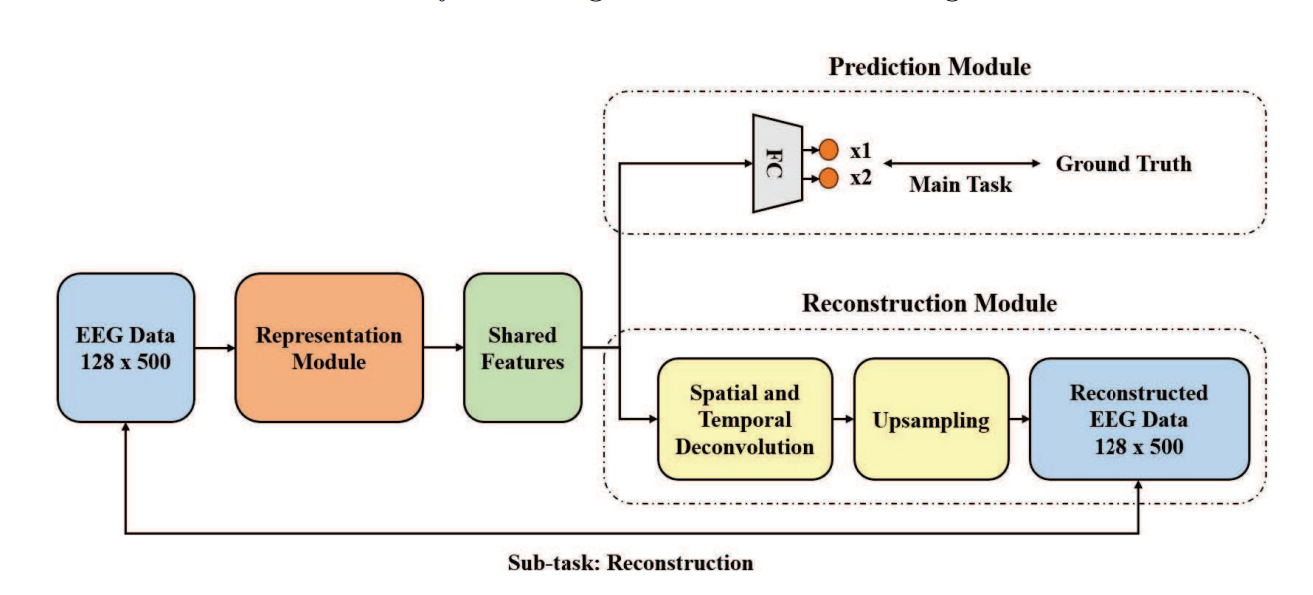 Prediction Module
FC
x1
x2
Main Task
Ground Truth
EEG Data
128 x 500
Representation
Module
Shared
Features
Reconstruction Module
Spatial and
Temporal
Deconvolution
Upsampling
Reconstructed
EEG Data
128 x 500
Sub-task: Reconstruction